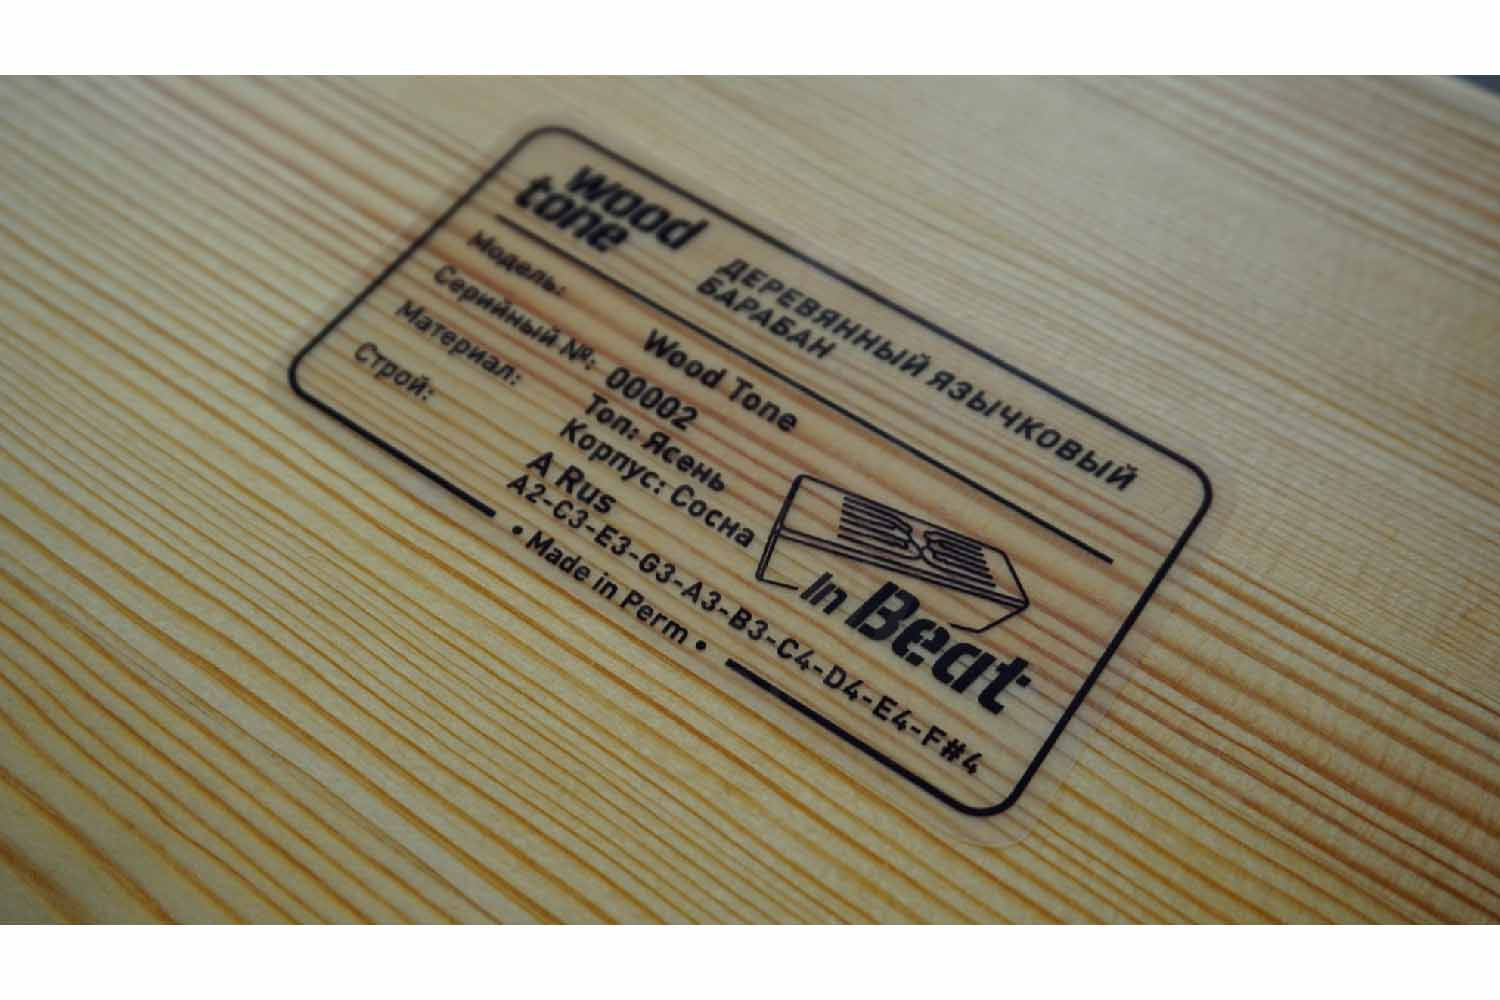 wood
tone
ДЕРЕВЯННЫЙ ЯЗЫЧКОВЫЙ
БАРАБАН
Модель: Wood Tone
Серийный №: 00002
Материал: Топ: Ясень
Корпус: Сосна
Строй: A Rus
A2-C3-E3-G3-A3-B3-C4-D4-E4-F#4
In Beat
• Made in Perm •